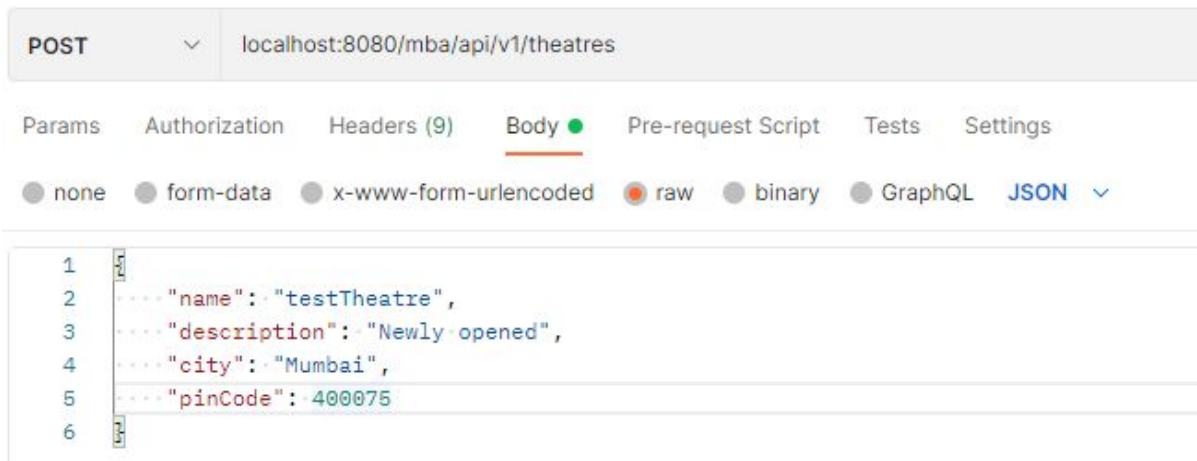 POST localhost:8080/mba/api/v1/theatres
Params Authorization Headers (9) Body Pre-request Script Tests Settings
none form-data x-www-form-urlencoded raw binary GraphQL JSON
1 {
2 "name": "testTheatre",
3 "description": "Newly opened",
4 "city": "Mumbai",
5 "pinCode": 400075
6 }